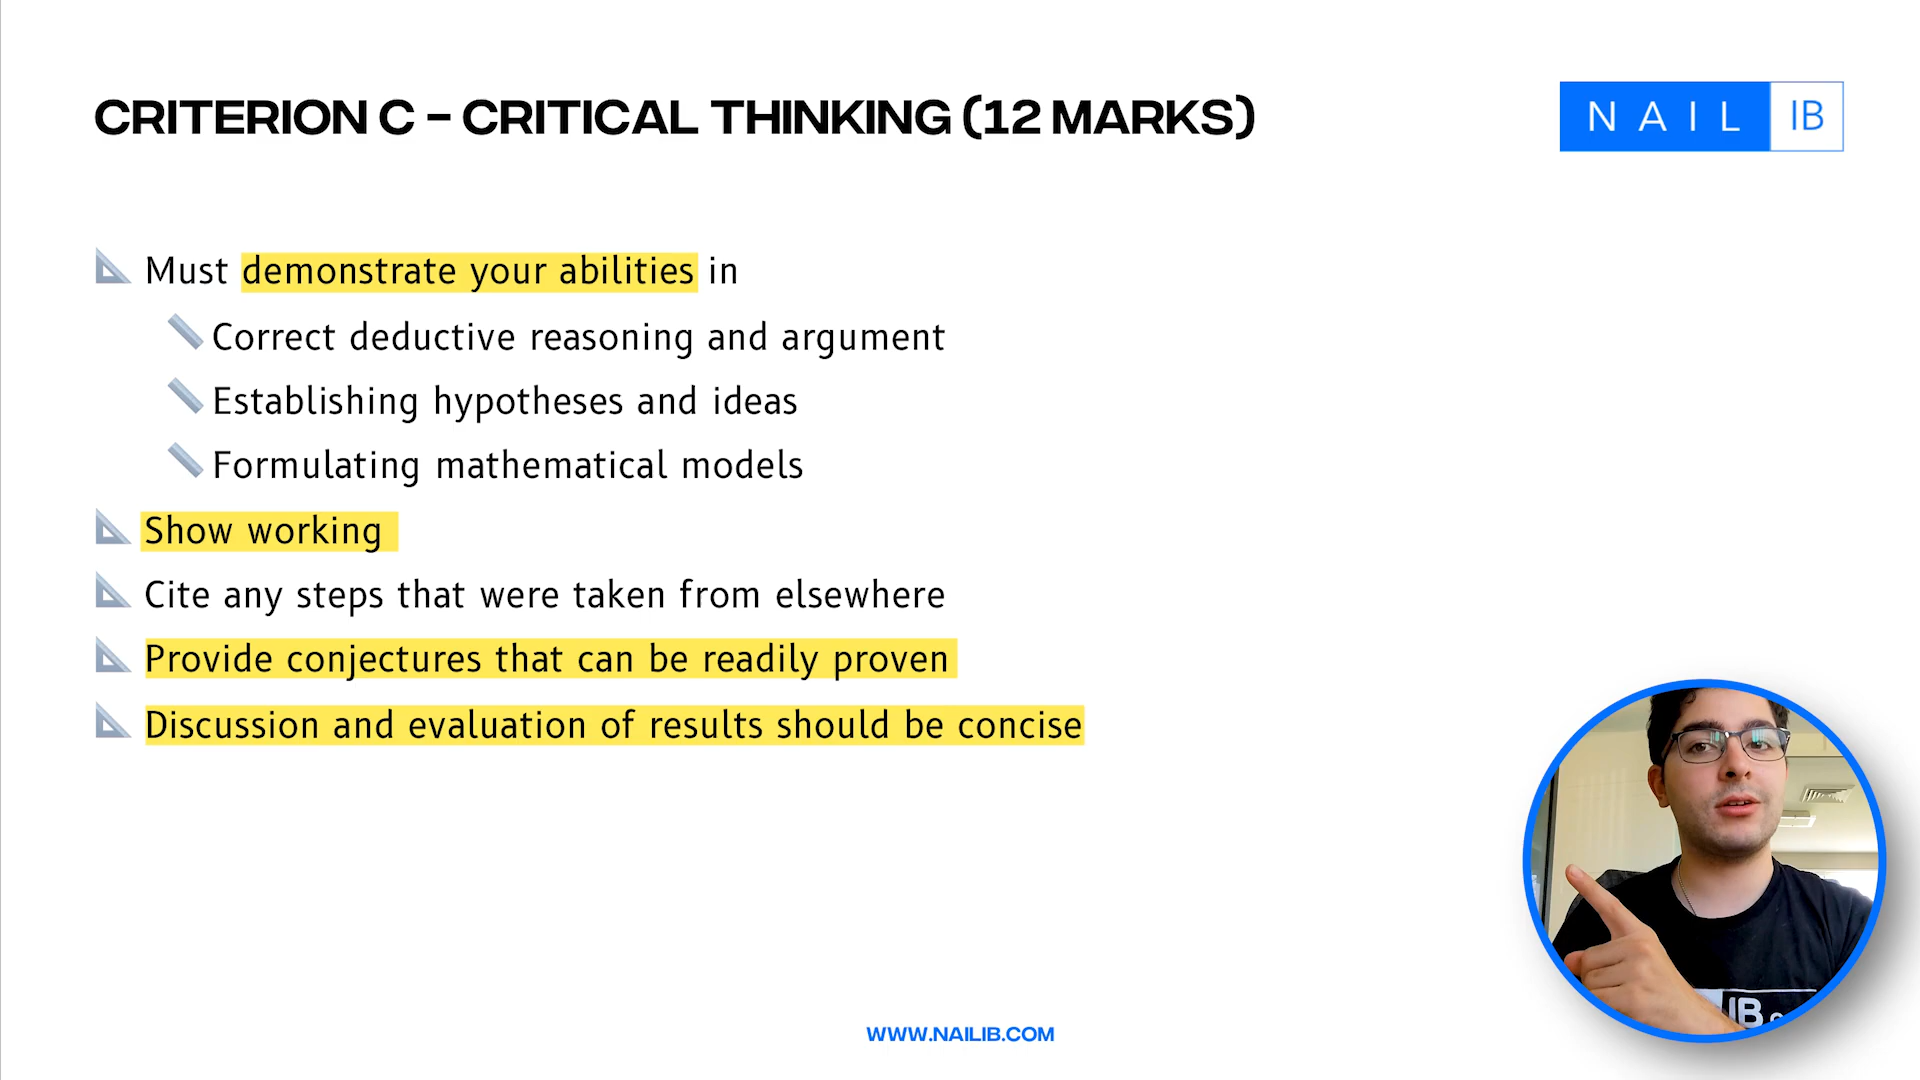 CRITERION C – CRITICAL THINKING (12 MARKS)
NAIL IB
Must demonstrate your abilities in
Correct deductive reasoning and argument
Establishing hypotheses and ideas
Formulating mathematical models
Show working
Cite any steps that were taken from elsewhere
Provide conjectures that can be readily proven
Discussion and evaluation of results should be concise
IB
WWW.NAILIB.COM